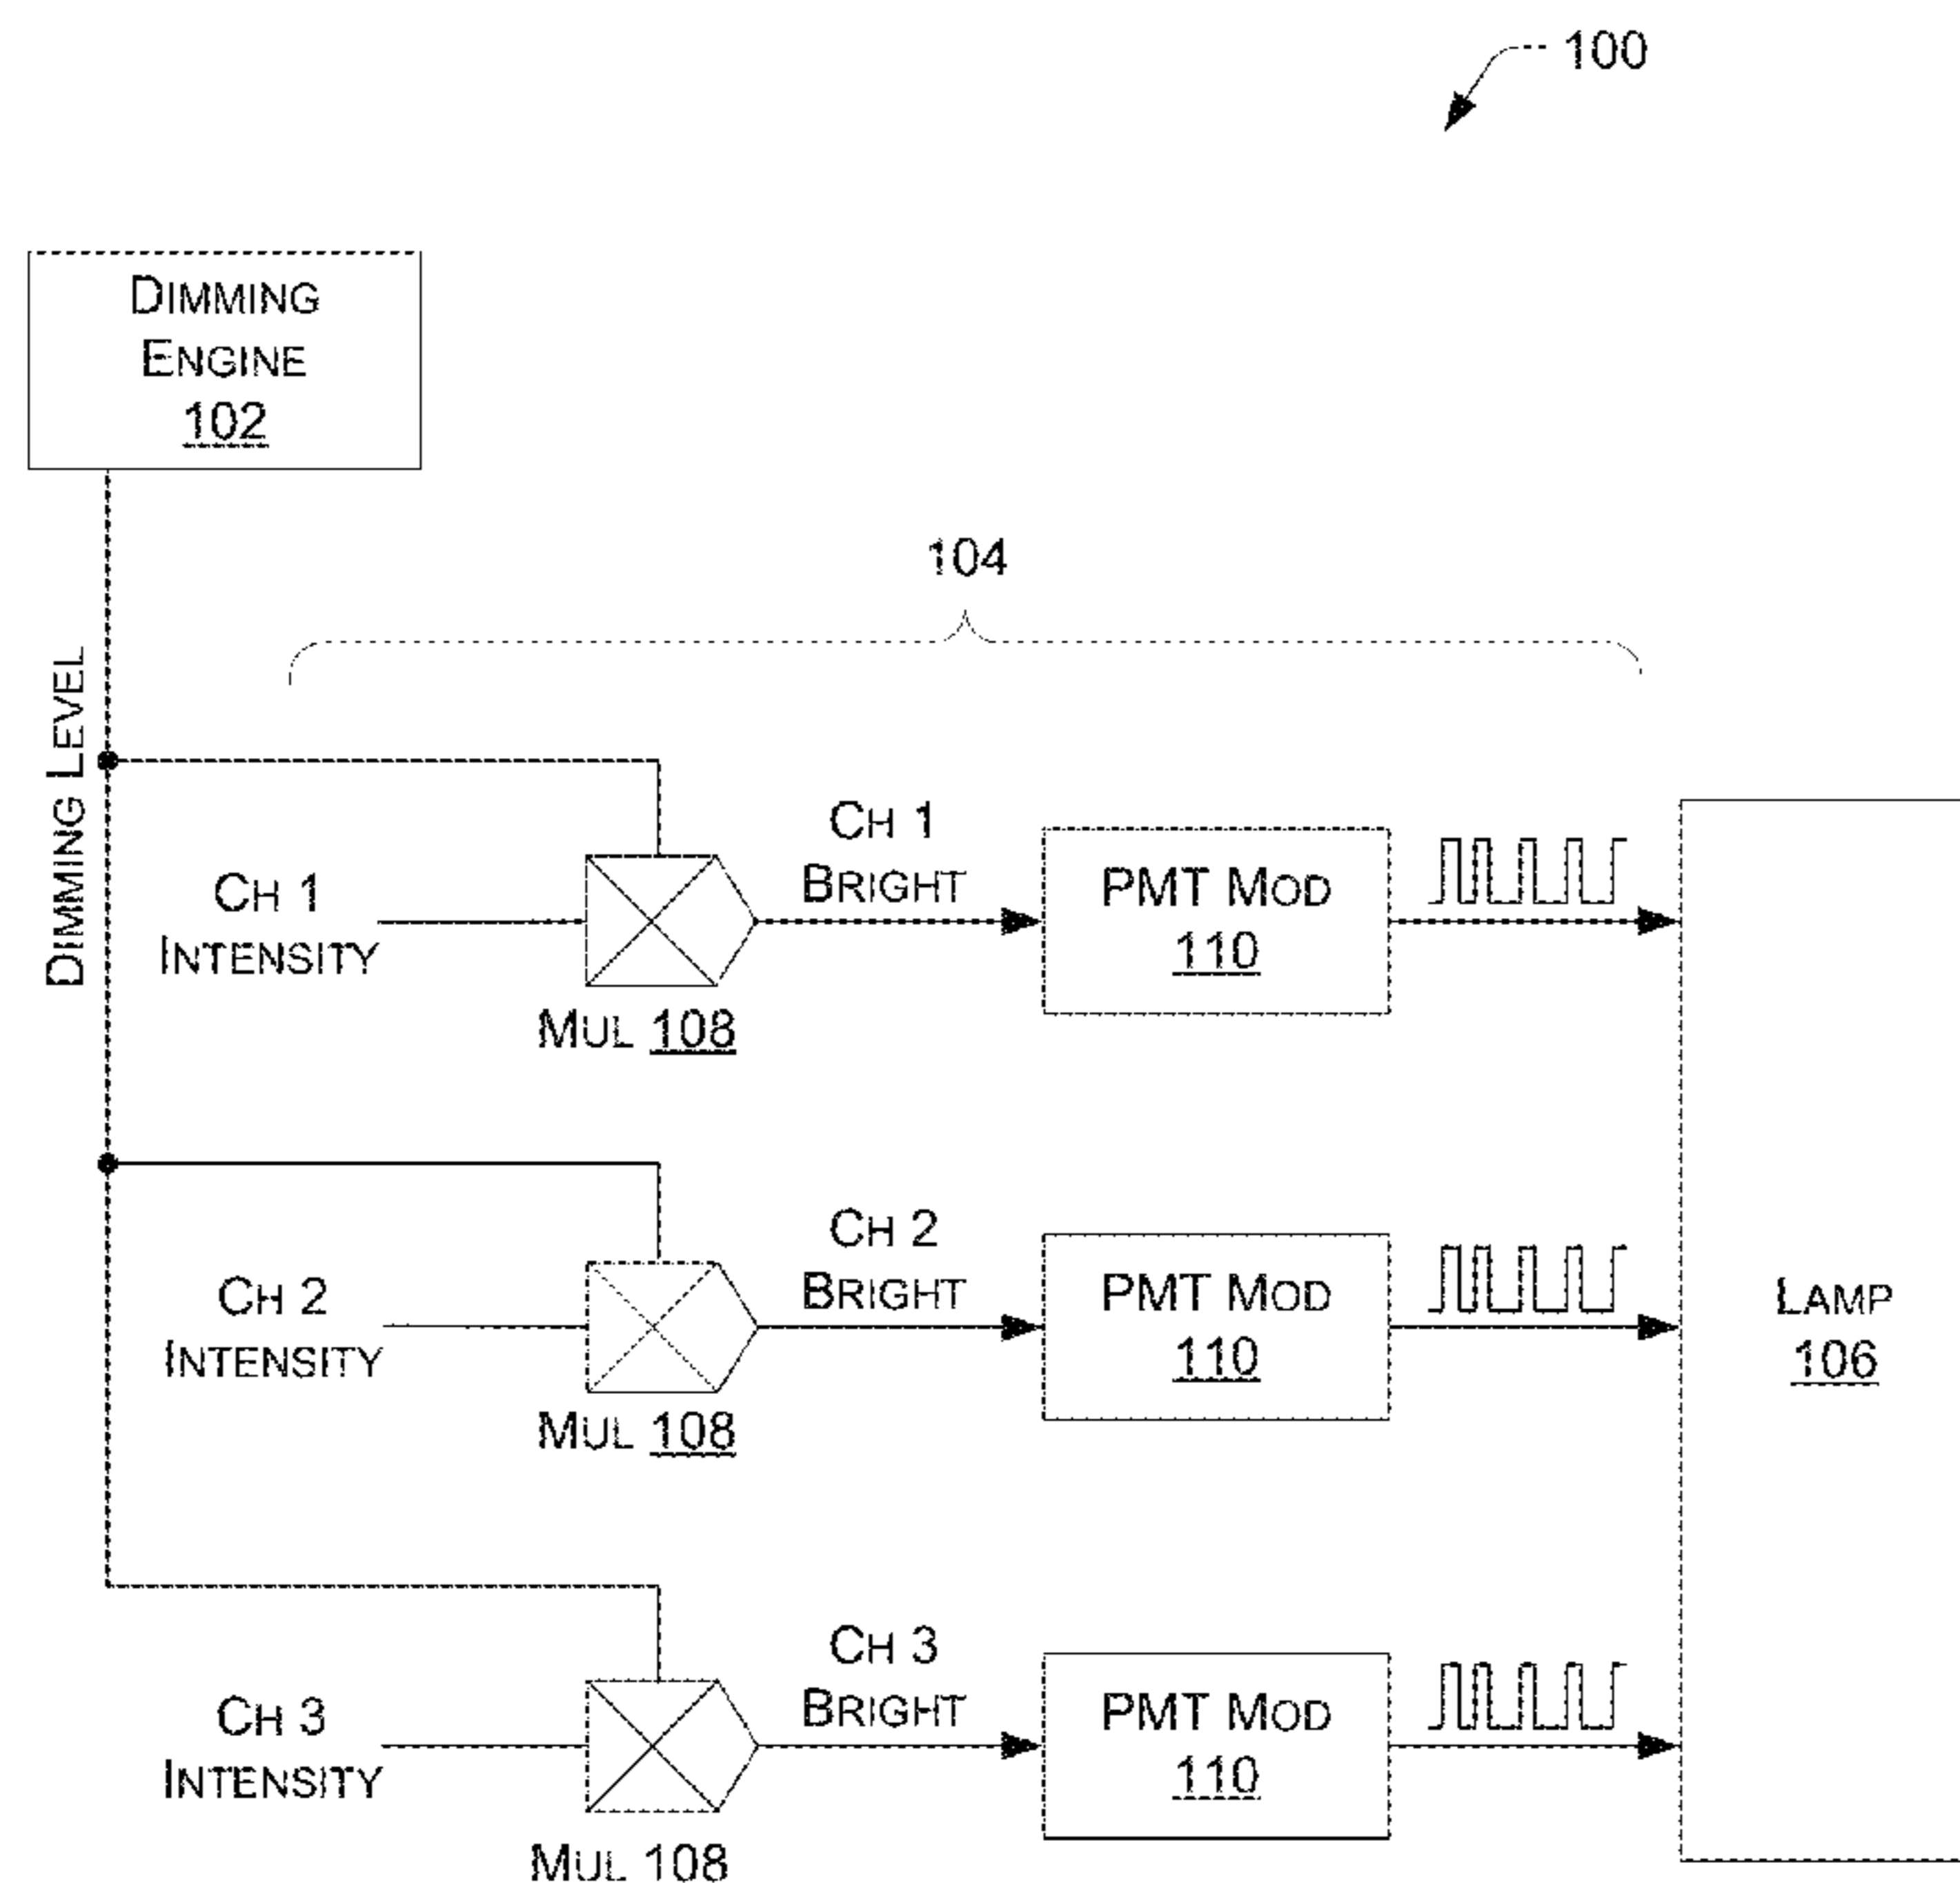 100
DIMMING
ENGINE
102
104
DIMMING LEVEL
CH 1
INTENSITY
MUL 108
CH 1
BRIGHT
PMT MOD
110
CH 2
INTENSITY
MUL 108
CH 2
BRIGHT
PMT MOD
110
LAMP
106
CH 3
INTENSITY
MUL 108
CH 3
BRIGHT
PMT MOD
110